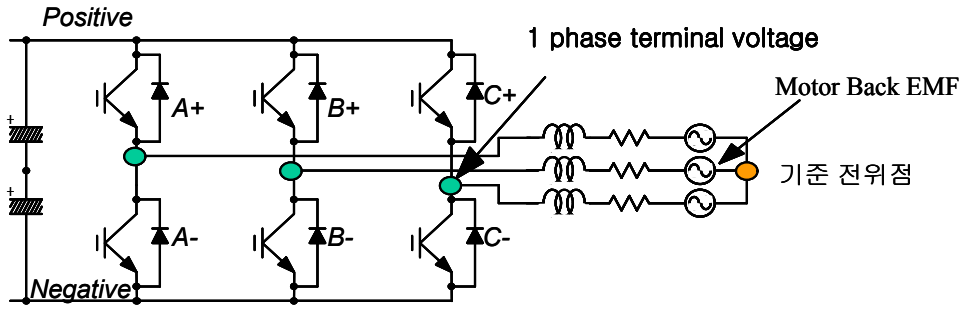 Positive
1 phase terminal voltage
Motor Back EMF
+
A+
B+
C+
기준 전위점
+
A-
B-
C-
Negative